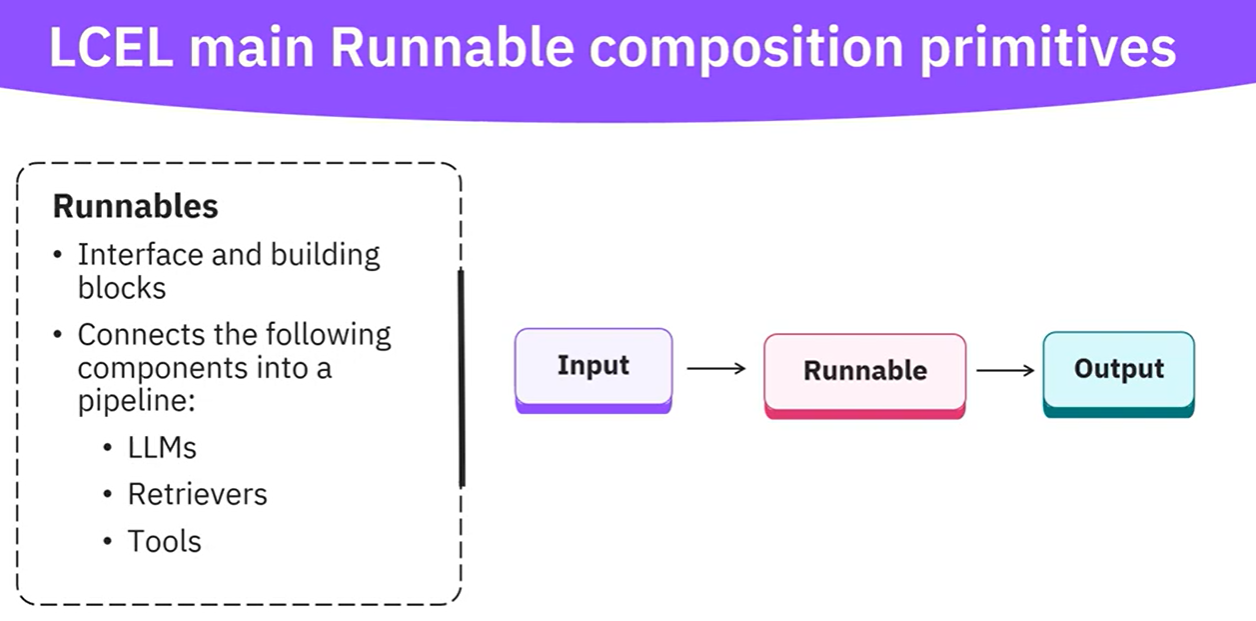 LCEL main Runnable composition primitives
Runnables
• Interface and building
blocks
• Connects the following
components into a
pipeline:
• LLMs
• Retrievers
• Tools
Input
Runnable
Output